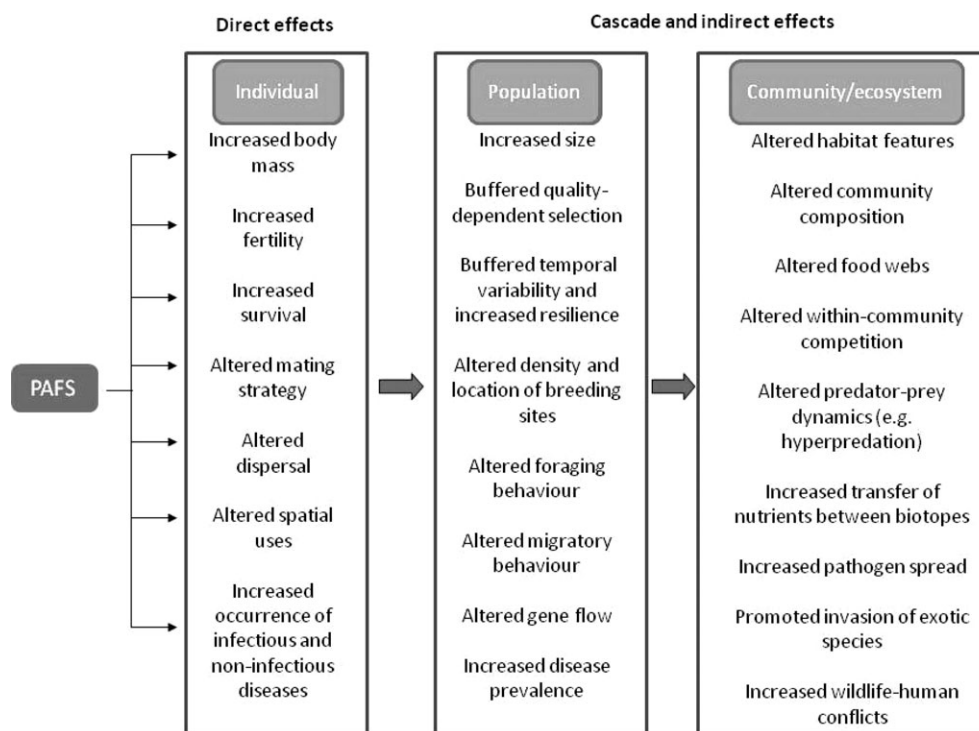 Direct effects
Cascade and indirect effects
PAFS
Individual
Increased body
mass
Increased
fertility
Increased
survival
Altered mating
strategy
Altered
dispersal
Altered spatial
uses
Increased
occurrence of
infectious and
non-infectious
diseases
Population
Increased size
Buffered quality-
dependent selection
Buffered temporal
variability and
increased resilience
Altered density and
location of breeding
sites
Altered foraging
behaviour
Altered migratory
behaviour
Altered gene flow
Increased disease
prevalence
Community/ecosystem
Altered habitat features
Altered community
composition
Altered food webs
Altered within-community
competition
Altered predator-prey
dynamics (e.g.
hyperpredation)
Increased transfer of
nutrients between biotopes
Increased pathogen spread
Promoted invasion of exotic
species
Increased wildlife-human
conflicts